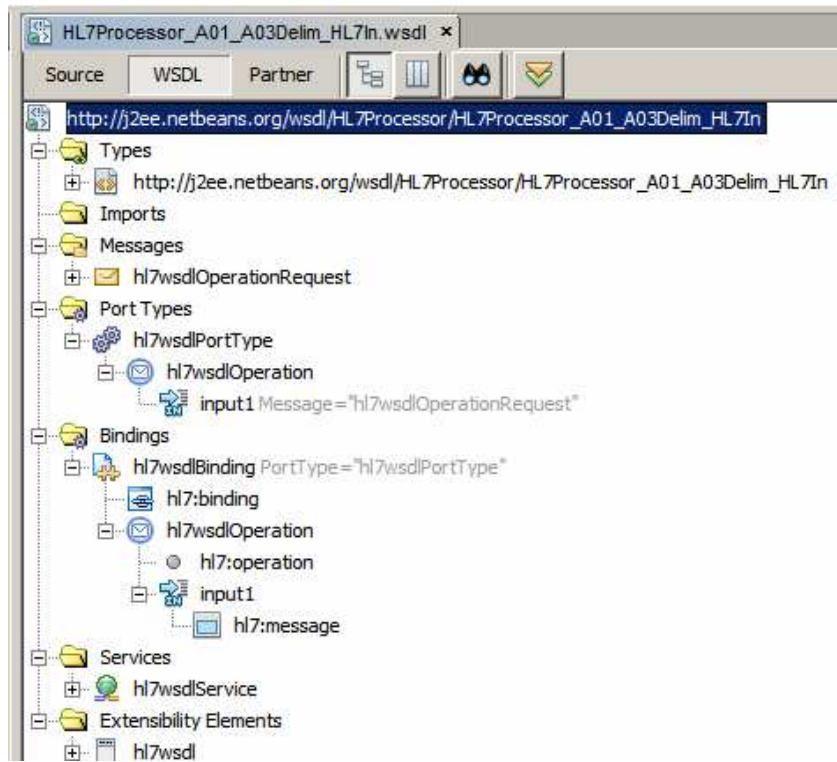 HL7Processor_A01_A03Delim_HL7In.wsdl ×
Source WSDL Partner
http://j2ee.netbeans.org/wsdl/HL7Processor/HL7Processor_A01_A03Delim_HL7In
Types
http://j2ee.netbeans.org/wsdl/HL7Processor/HL7Processor_A01_A03Delim_HL7In
Imports
Messages
hl7wsdlOperationRequest
Port Types
hl7wsdlPortType
hl7wsdlOperation
input1 Message="hl7wsdlOperationRequest"
Bindings
hl7wsdlBinding PortType="hl7wsdlPortType"
hl7:binding
hl7wsdlOperation
hl7:operation
input1
hl7:message
Services
hl7wsdlService
Extensibility Elements
hl7wsdl